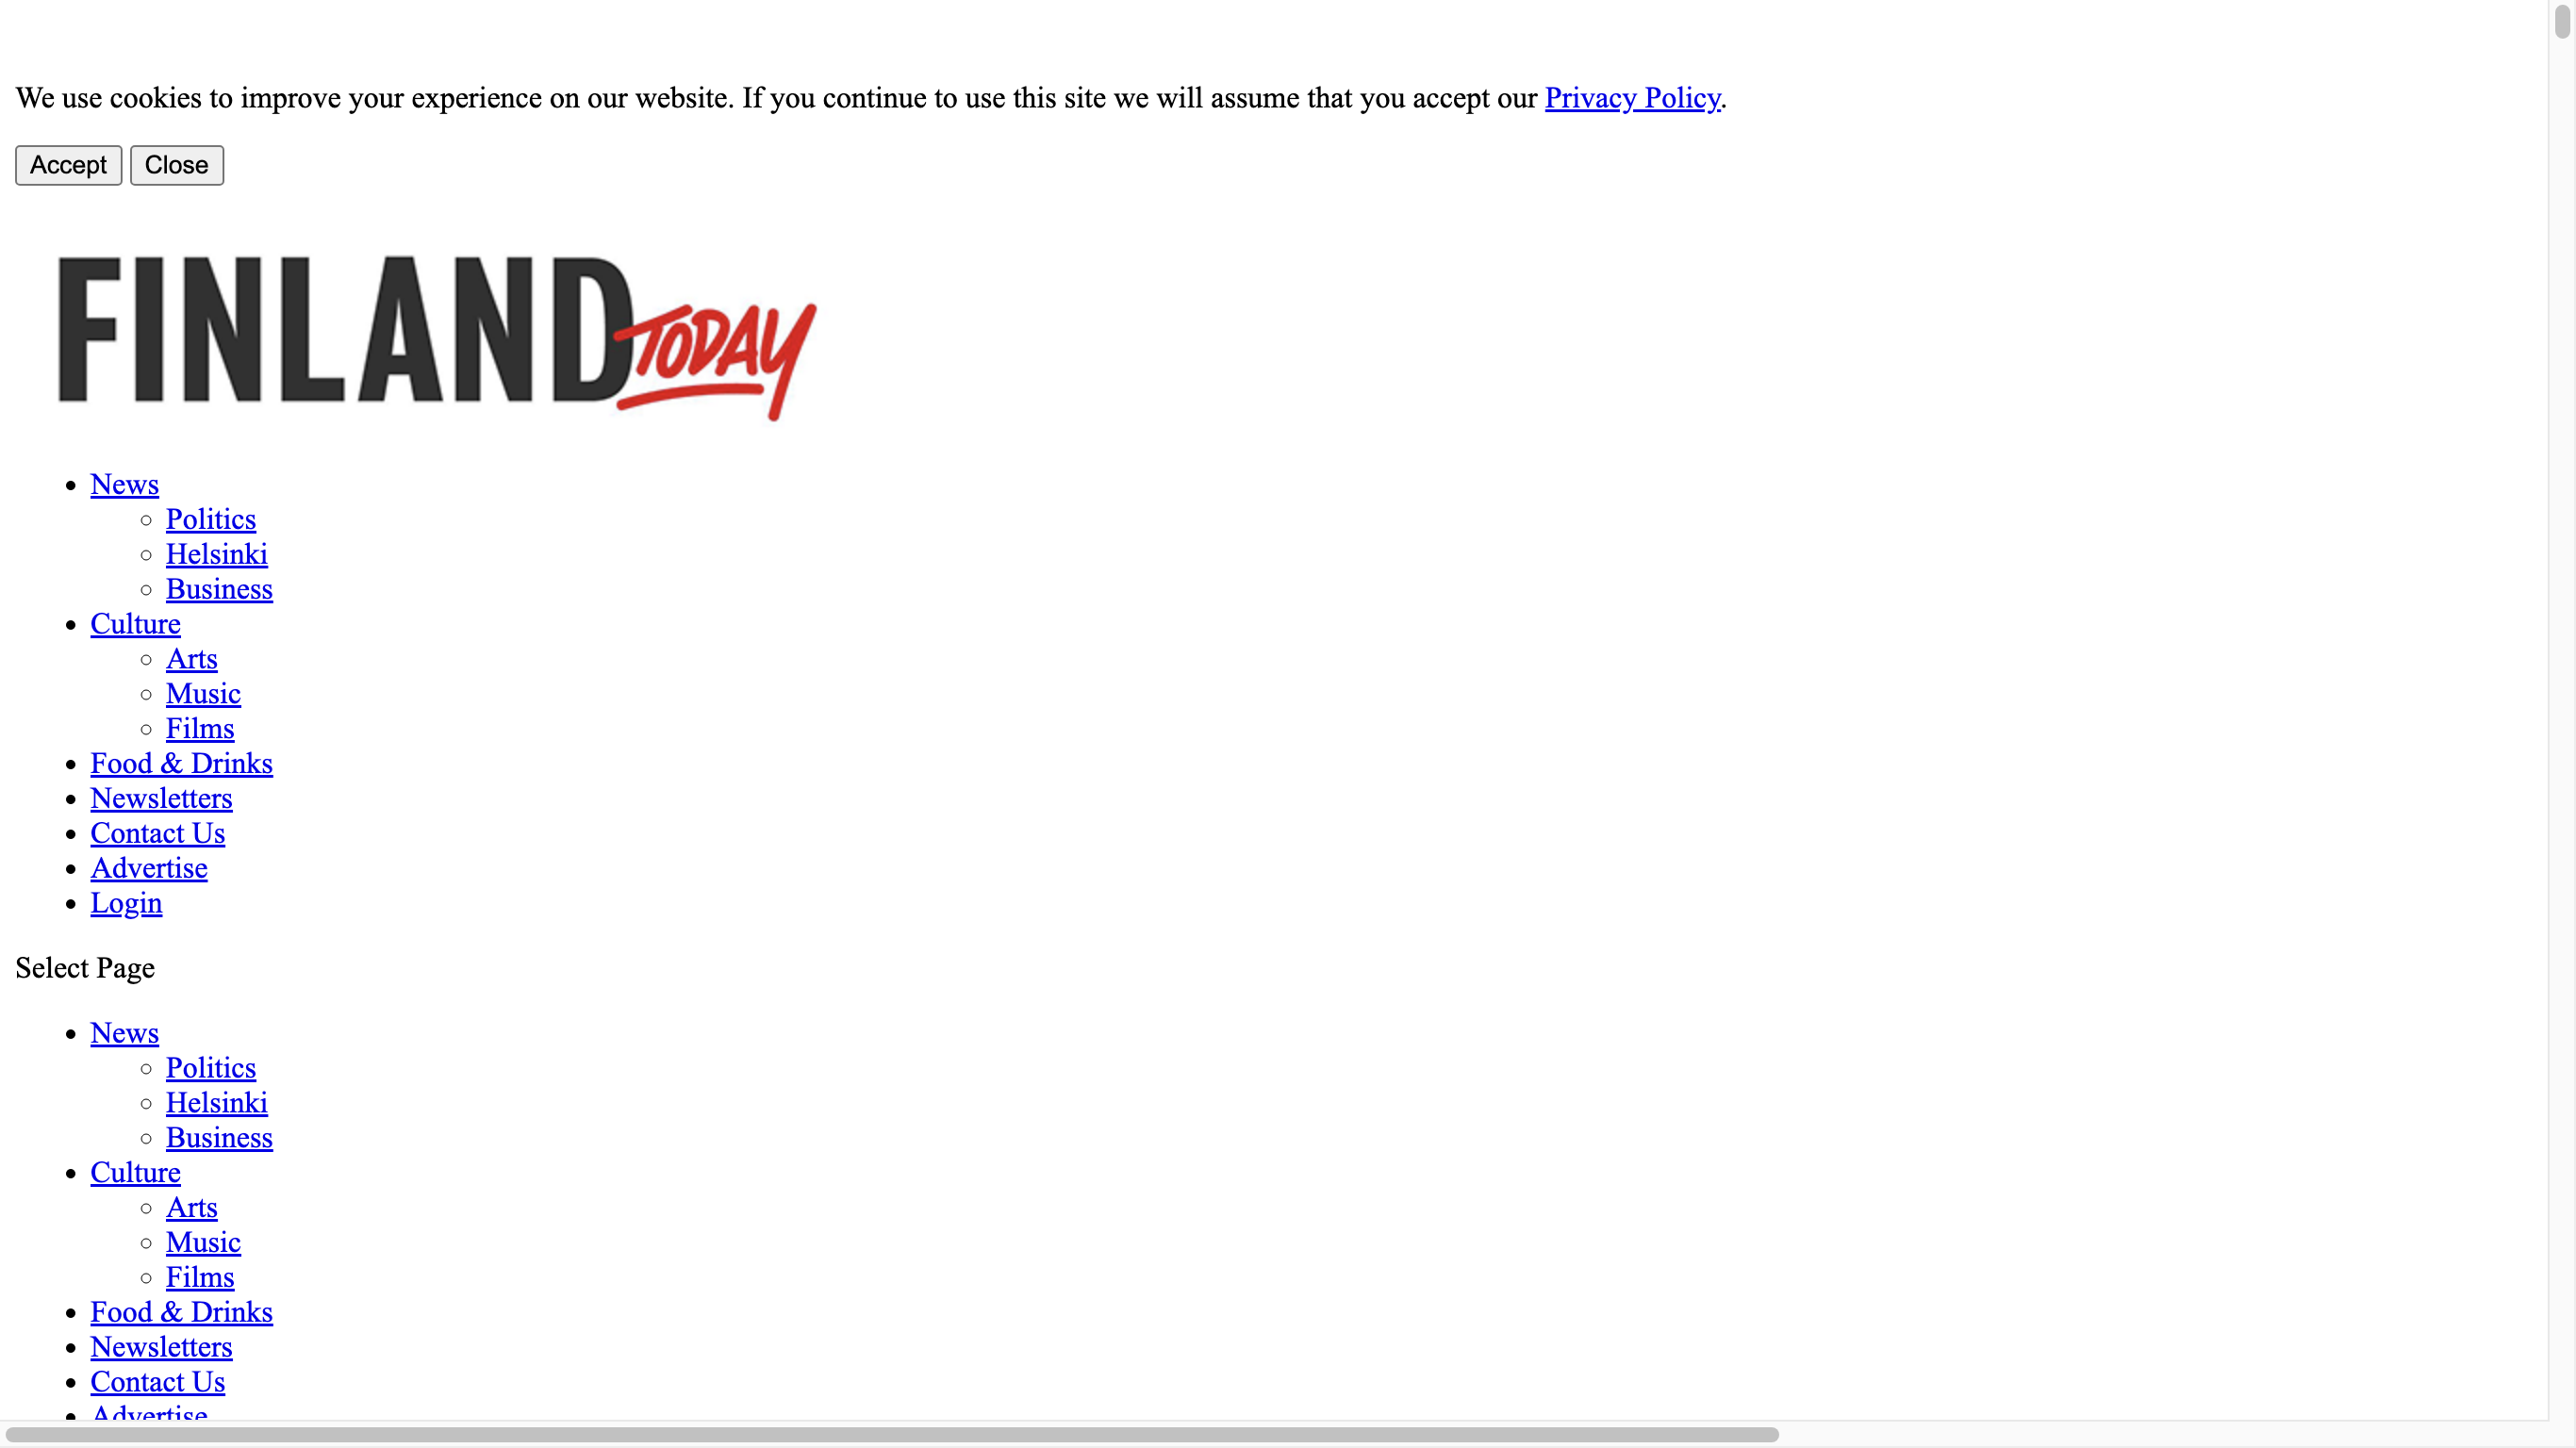 We use cookies to improve your experience on our website. If you continue to use this site we will assume that you accept our Privacy Policy.
Accept Close
FINLAND TODAY
News
Politics
Helsinki
Business
Culture
Arts
Music
Films
Food & Drinks
Newsletters
Contact Us
Advertise
Login
Select Page
News
Politics
Helsinki
Business
Culture
Arts
Music
Films
Food & Drinks
Newsletters
Contact Us
Advertise